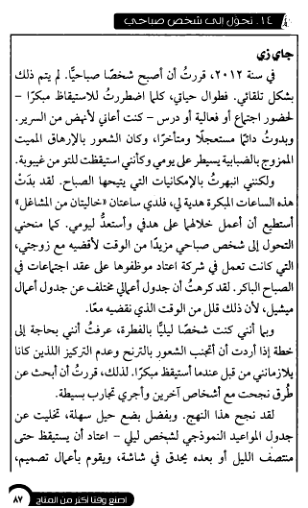 ١٤. تحوّل إلى شخص صباحي
جاي زي
في سنة ٢٠١٢، قررتُ أن أصبح شخصًا صباحيًّا. لم يتم ذلك
بشكل تلقائي. فطوال حياتي، كلما اضطررتُ للاستيقاظ مبكرًا –
لحضور اجتماع أو فعالية أو درس – كنت أعاني لأنهض من السرير.
وبدوتُ دائمًا مستعجلًا ومتأخرًا، وكان الشعور بالإرهاق المميت
الممزوج بالضبابية يسيطر على يومي وكأنني استيقظت للتو من غيبوبة.
ولكنني انبهرتُ بالإمكانيات التي يتيحها الصباح. لقد بدَت
هذه الساعات المبكرة هدية لي، فلدي ساعتان «خاليتان من المشاغل»
أستطيع أن أعمل خلالهما على هدفي وأستعدُّ ليومي. كما منحني
التحول إلى شخص صباحي مزيدًا من الوقت لأقضيه مع زوجتي،
التي كانت تعمل في شركة اعتاد موظفوها على عقد اجتماعات في
الصباح الباكر. لقد كرهتُ أن جدول أعمالي مختلف عن جدول أعمال
ميشيل، لأن ذلك قلل من الوقت الذي نقضيه معًا.
وبما أنني كنت شخصًا ليليًّا بالفطرة، عرفتُ أنني بحاجة إلى
خطة إذا أردت أن أتجنب الشعور بالترنح وعدم التركيز اللذين كانا
يلازمانني من قبل عندما أستيقظ مبكرًا. لذلك، قررتُ أن أبحث عن
طُرق نجحت مع أشخاص آخرين وأجري تجارب بسيطة.
لقد نجح هذا النهج. وبفضل بضع حيل سهلة، تخليت عن
جدول المواعيد النموذجي لشخص ليلي – اعتاد أن يستيقظ حتى
منتصف الليل أو بعده يحدق في شاشة، ويقوم بأعمال تصميم،
اصنع وقتًا أكثر من المتاح
٨٧